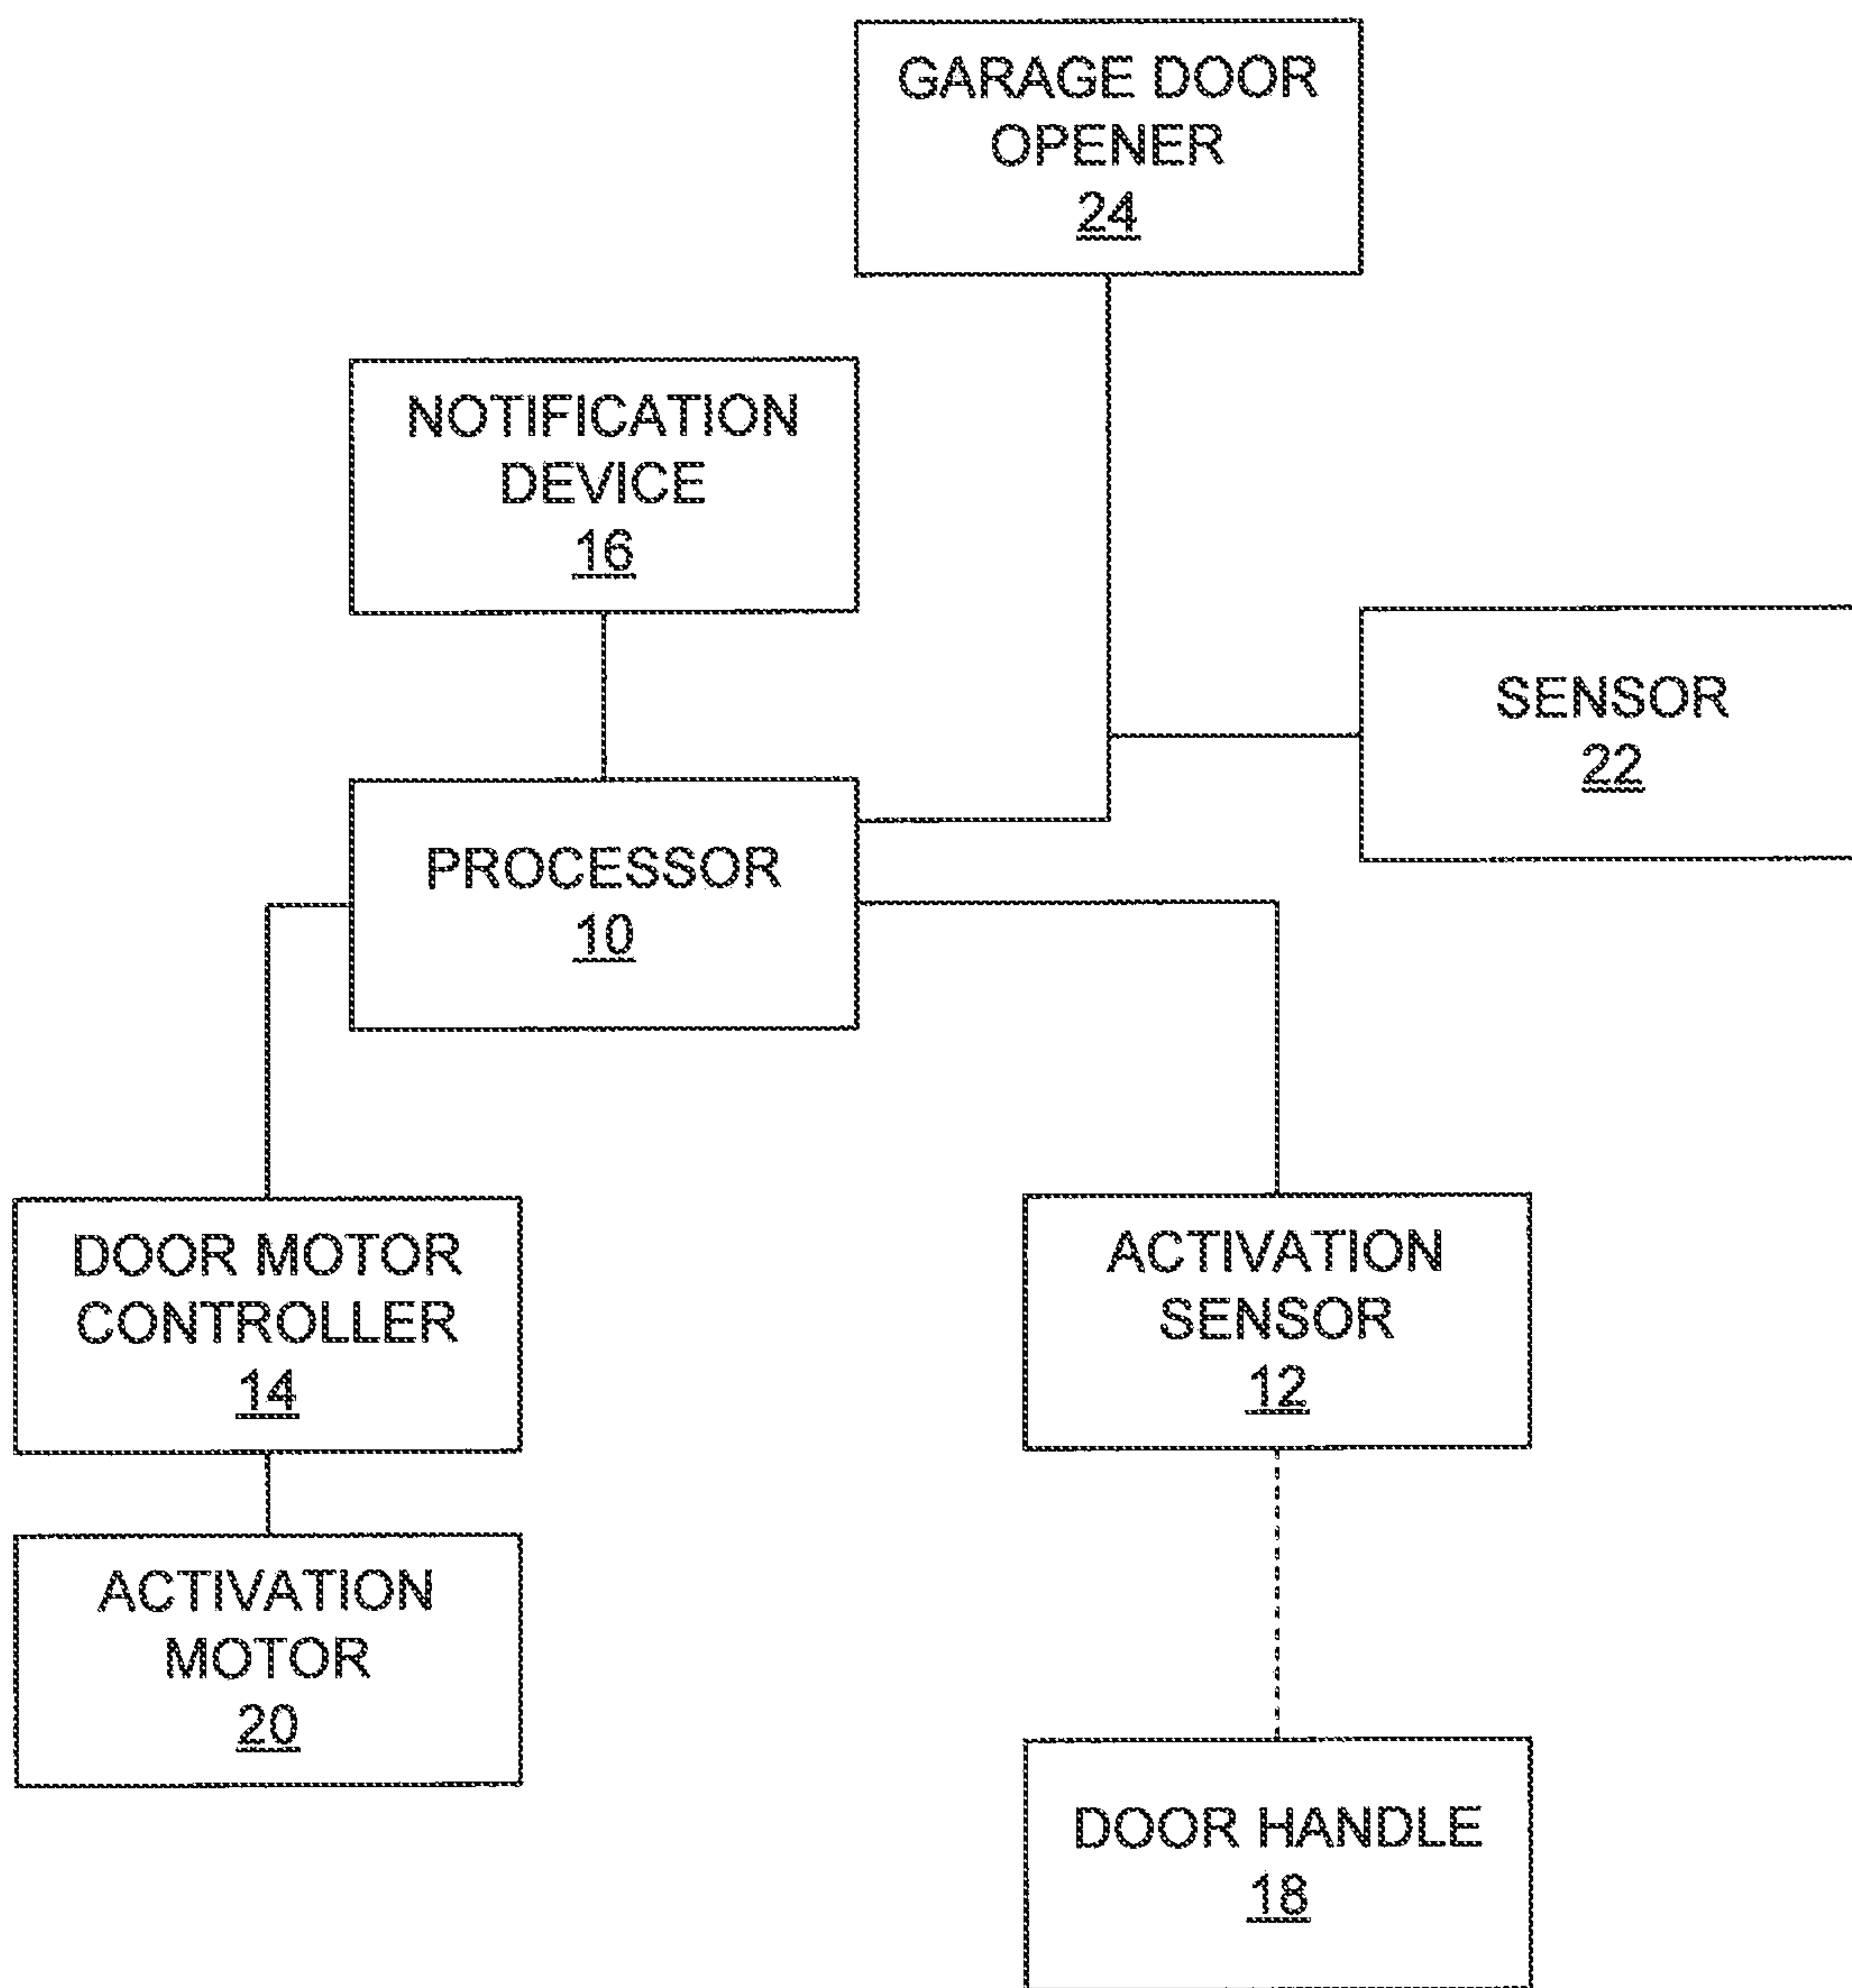 GARAGE DOOR
OPENER
24
NOTIFICATION
DEVICE
16
SENSOR
22
PROCESSOR
10
DOOR MOTOR
CONTROLLER
14
ACTIVATION
SENSOR
12
ACTIVATION
MOTOR
20
DOOR HANDLE
18